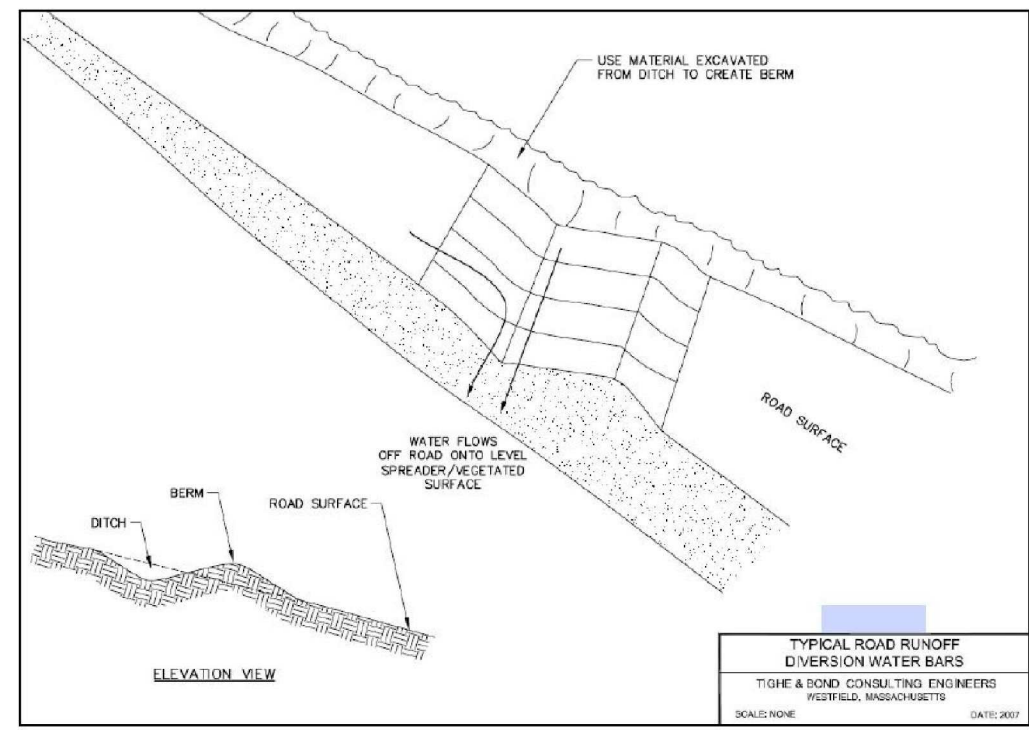 USE MATERIAL EXCAVATED
FROM DITCH TO CREATE BERM
ROAD SURFACE
WATER FLOWS
OFF ROAD ONTO LEVEL
SPREADER/VEGETATED
SURFACE
BERM
ROAD SURFACE
DITCH
ELEVATION VIEW
TYPICAL ROAD RUNOFF
DIVERSION WATER BARS
TIGHE & BOND CONSULTING ENGINEERS
WESTFIELD, MASSACHUSETTS
SCALE: NONE DATE: 2007